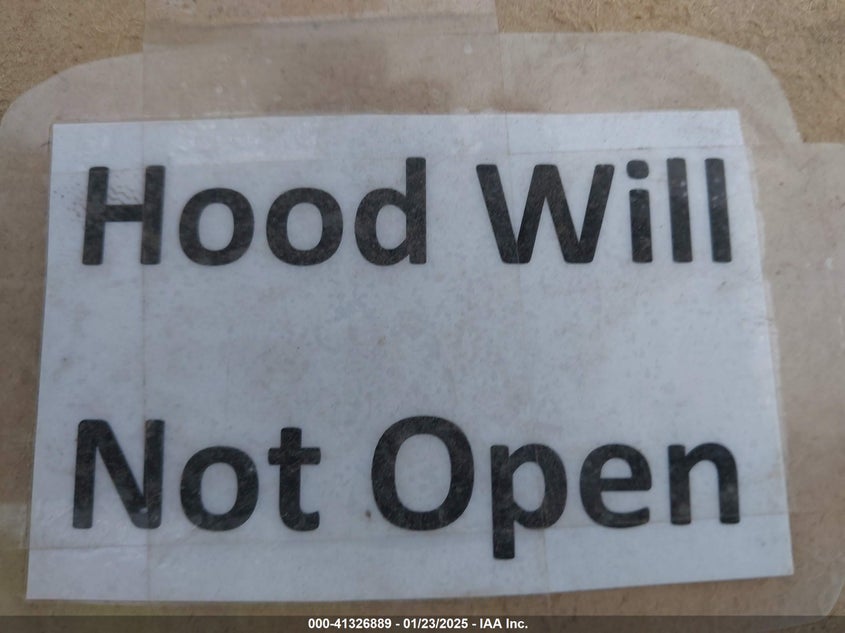 Hood Will
Not Open
000-41326889 - 01/23/2025 - IAA Inc.